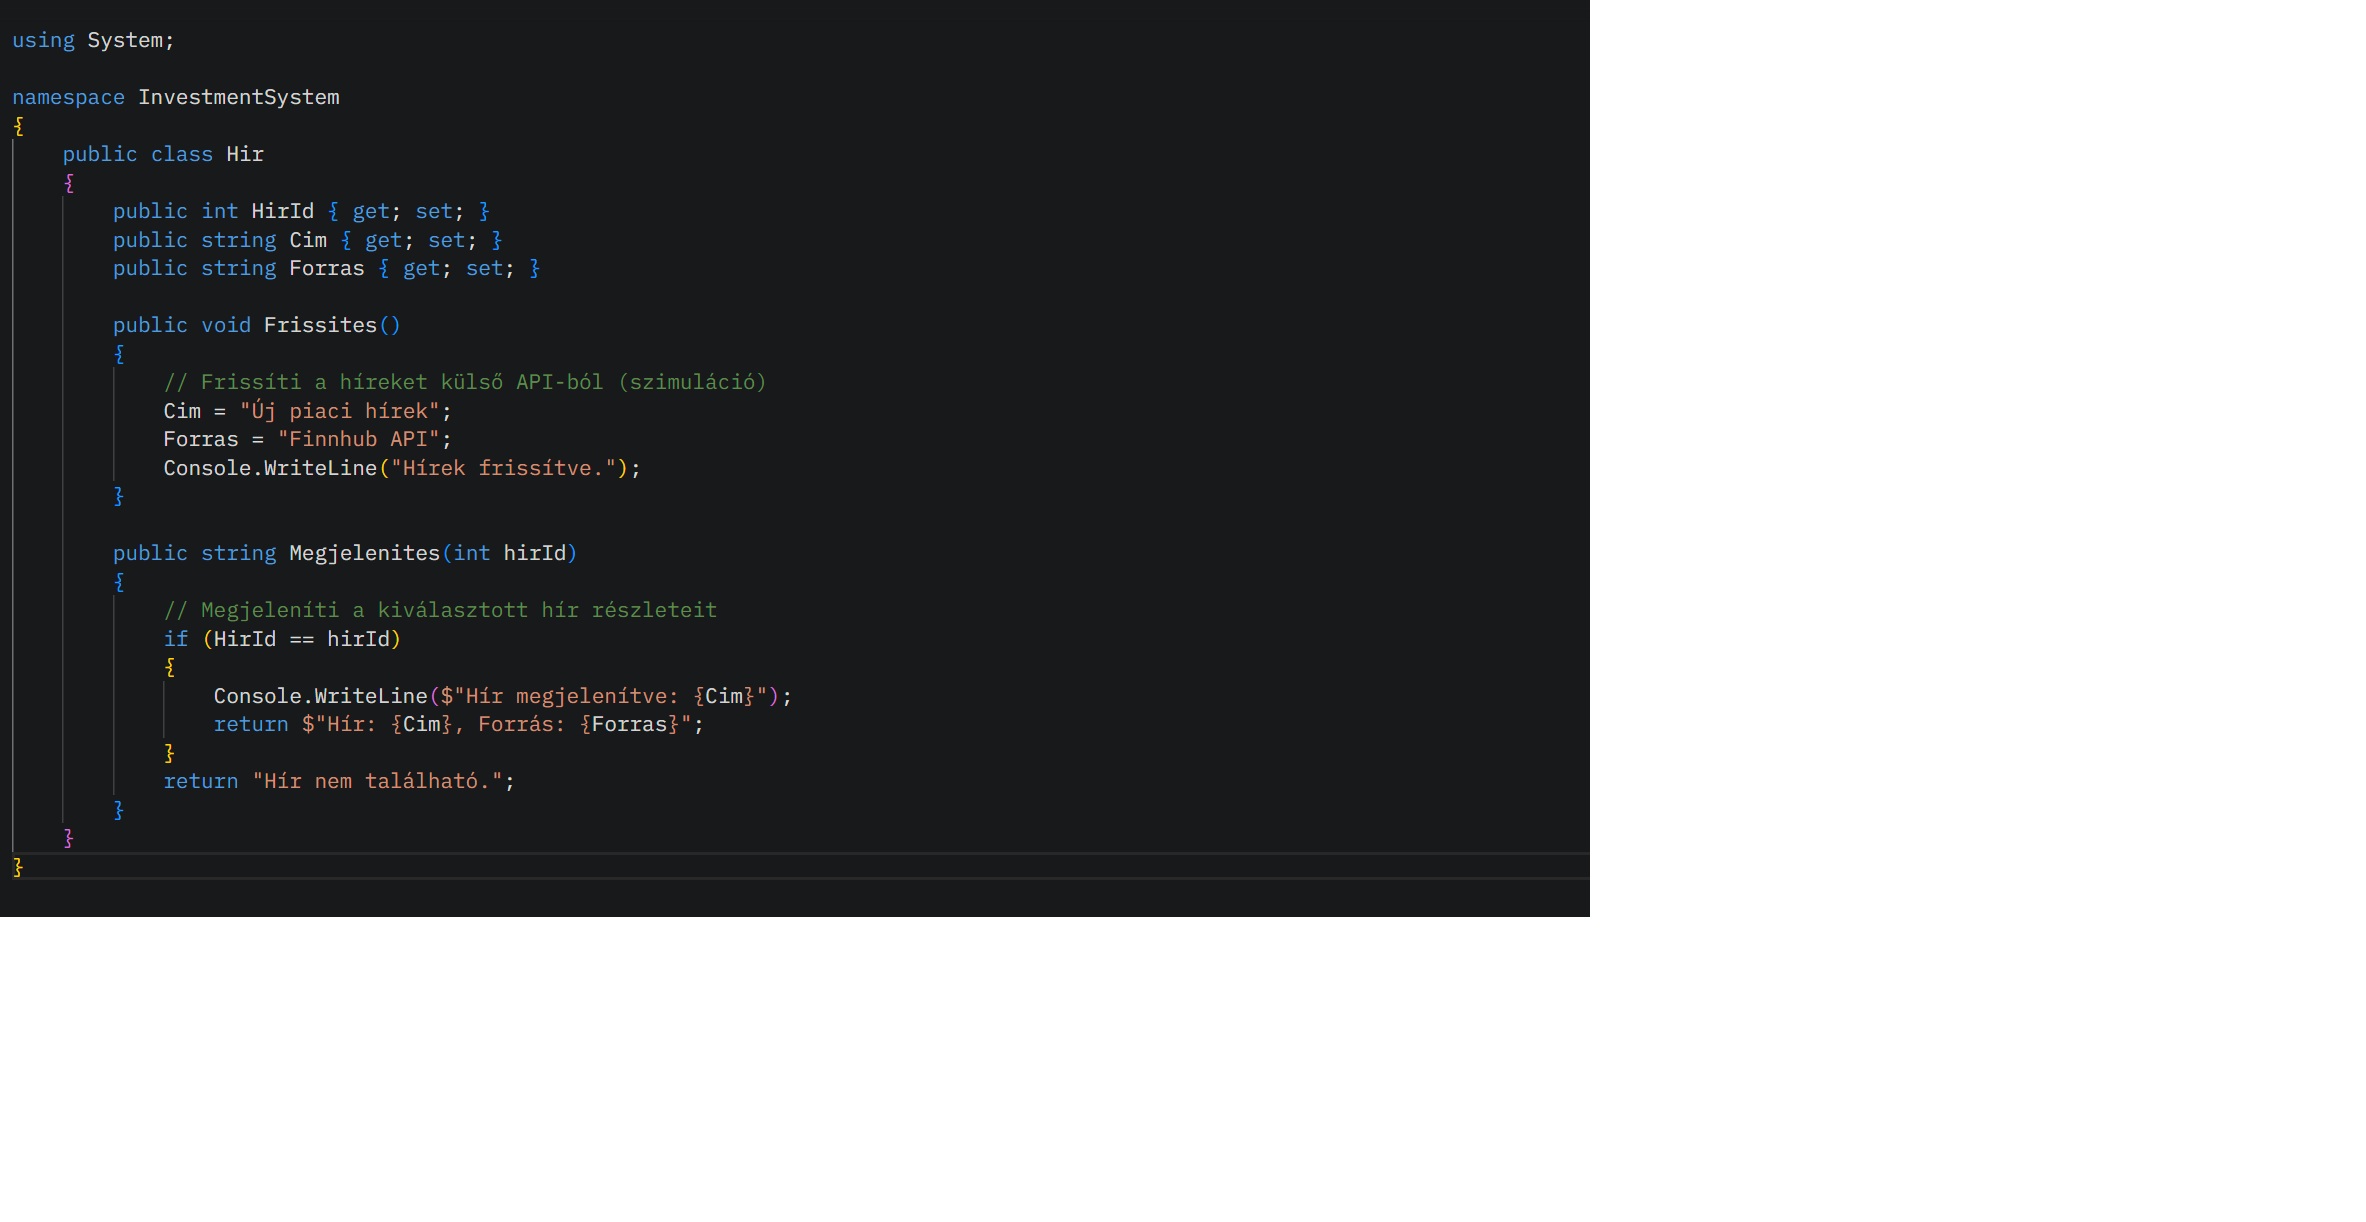 using System;
namespace InvestmentSystem
{
public class Hir
{
public int HirId { get; set; }
public string Cim { get; set; }
public string Forras { get; set; }
public void Frissites()
{
// Frissíti a híreket külső API-ból (szimuláció)
Cim = "Új piaci hírek";
Forras = "Finnhub API";
Console.WriteLine("Hírek frissítve.");
}
public string Megjelenites(int hirId)
{
// Megjeleníti a kiválasztott hír részleteit
if (HirId == hirId)
{
Console.WriteLine($"Hír megjelenítve: {Cim}");
return $"Hír: {Cim}, Forrás: {Forras}";
}
return "Hír nem található.";
}
}
}